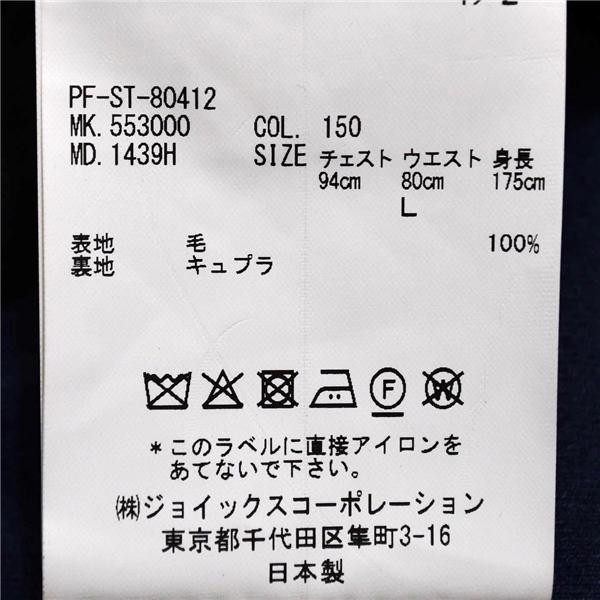 PF-ST-80412
MK. 553000 COL. 150
MD. 1439H SIZE チェスト ウエスト 身長
94cm 80cm 175cm
L
表地 毛 100%
裏地 キュプラ
F W
*このラベルに直接アイロンを
あてないで下さい。
㈱ジョイックスコーポレーション
東京都千代田区隼町3-16
日本製